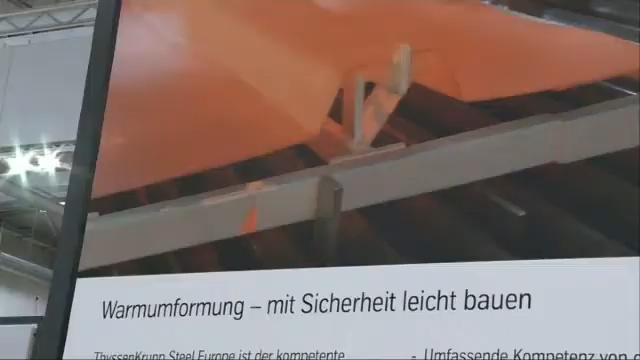 Warmumformung – mit Sicherheit leicht bauen
ThyssenKrupp Steel Europe ist der kompetente
- Umfassende Kompetenz von